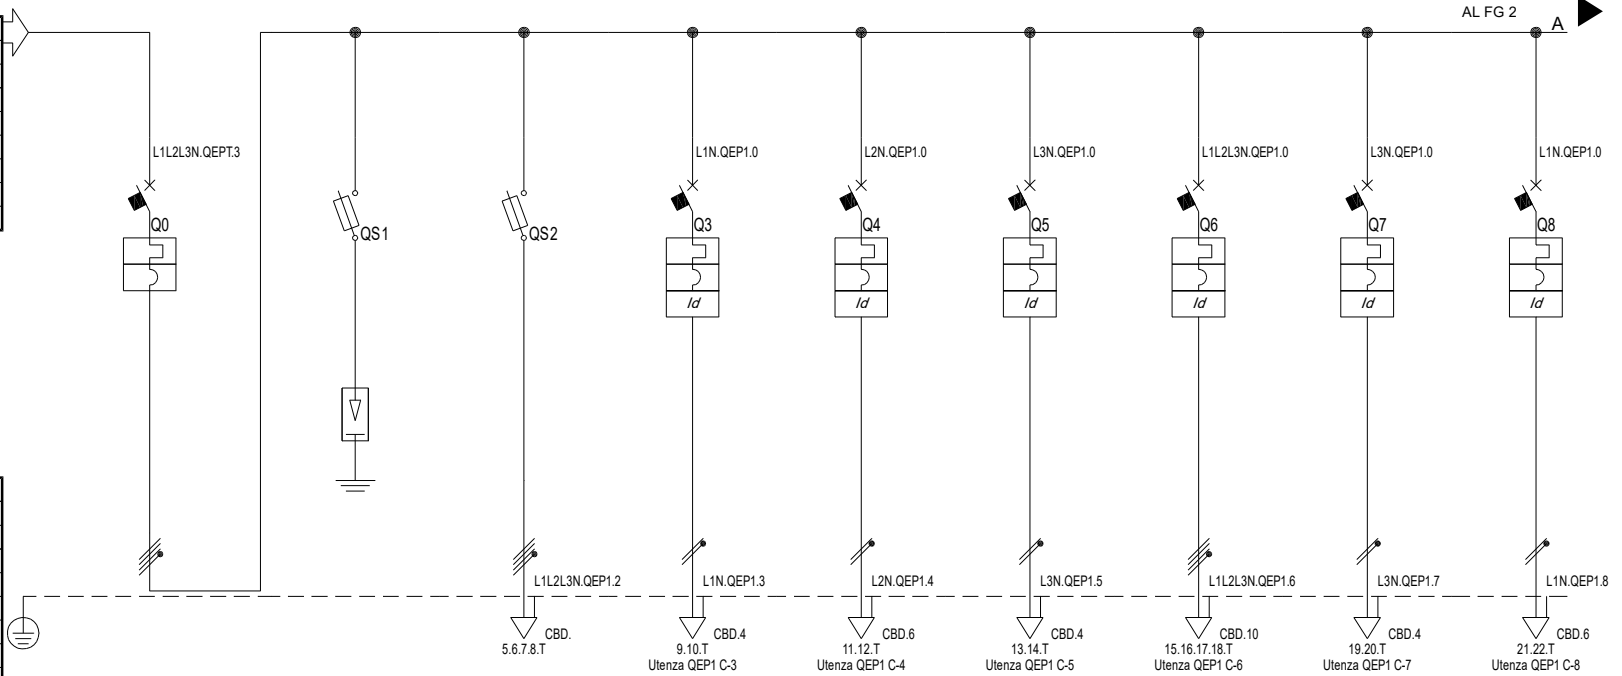 AL FG 2
A
L1L2L3N.QEPT.3
L1N.QEP1.0
L2N.QEP1.0
L3N.QEP1.0
L1L2L3N.QEP1.0
L3N.QEP1.0
L1N.QEP1.0
Q0
QS1
QS2
Q3
Q4
Q5
Q6
Q7
Q8
Id
Id
Id
Id
Id
Id
L1L2L3N.QEP1.2
L1N.QEP1.3
L2N.QEP1.4
L3N.QEP1.5
L1L2L3N.QEP1.6
L3N.QEP1.7
L1N.QEP1.8
CBD.
CBD.4
CBD.6
CBD.4
CBD.10
CBD.4
CBD.6
5.6.7.8.T
9.10.T
11.12.T
13.14.T
15.16.17.18.T
19.20.T
21.22.T
Utenza QEP1 C-3
Utenza QEP1 C-4
Utenza QEP1 C-5
Utenza QEP1 C-6
Utenza QEP1 C-7
Utenza QEP1 C-8